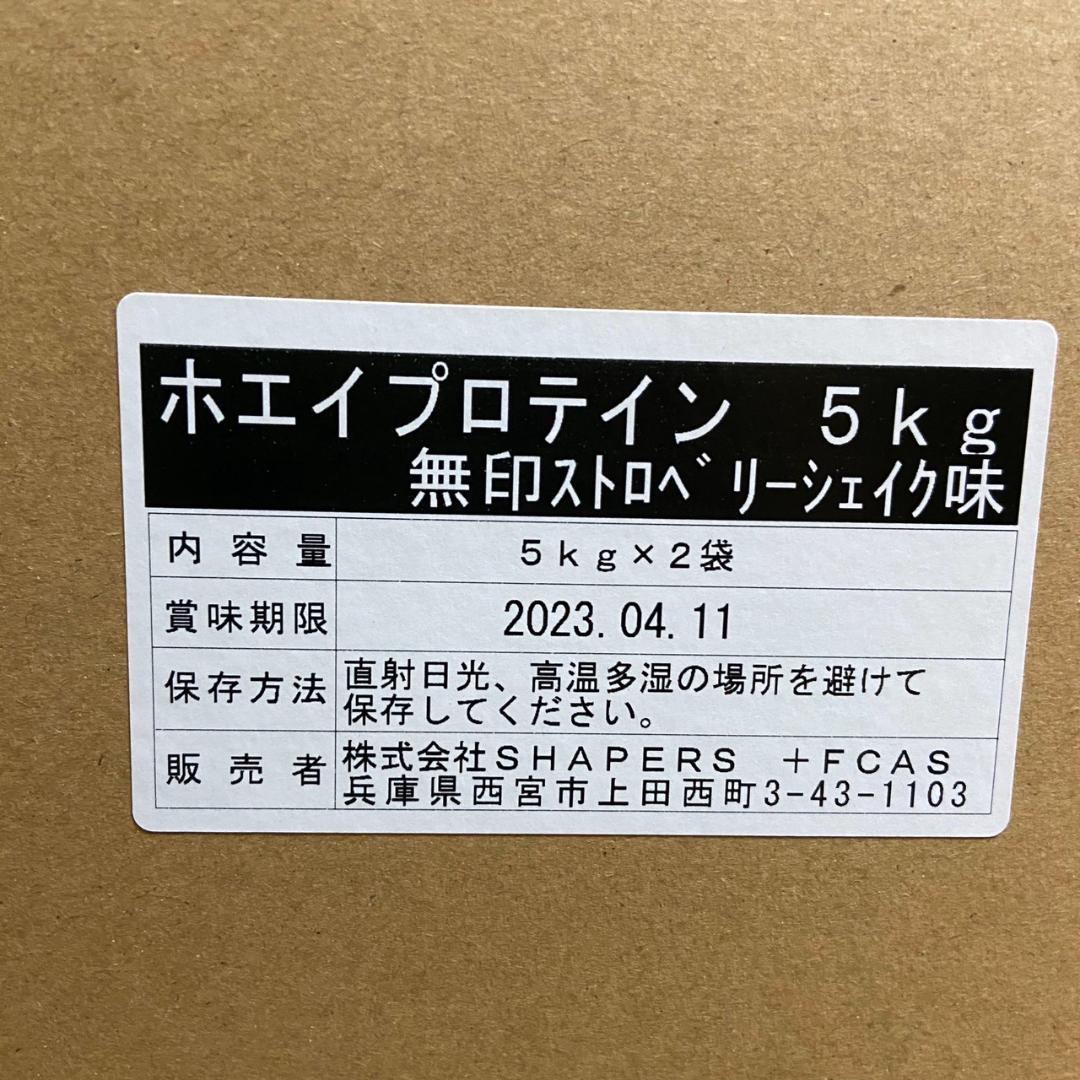 ホエイプロテイン　５ｋｇ
無印ｽﾄﾛﾍﾞﾘｰｼｪｲｸ味
内容量 ５ｋｇ×２袋
賞味期限 2023.04.11
保存方法 直射日光、高温多湿の場所を避けて
保存してください。
販売者 株式会社ＳＨＡＰＥＲＳ　＋ＦＣＡＳ
兵庫県西宮市上田西町3-43-1103